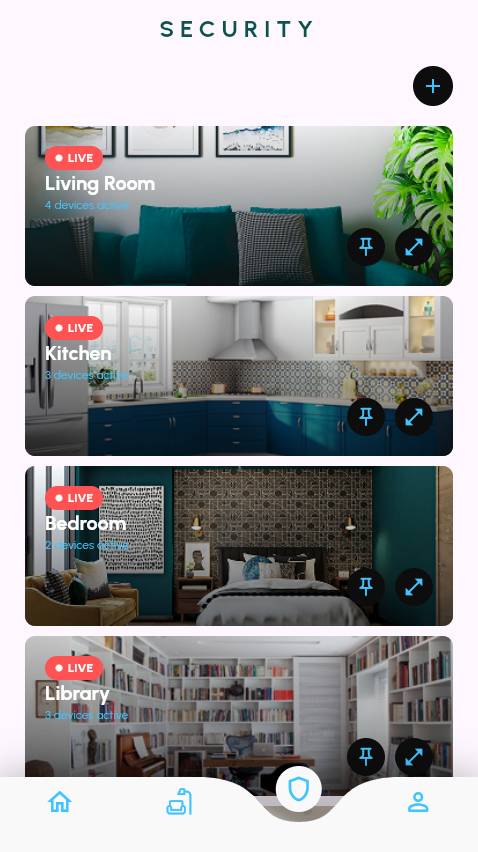 SECURITY
LIVE
Living Room
4 devices active
LIVE
Kitchen
3 devices active
LIVE
Bedroom
2 devices active
LIVE
Library
3 devices active